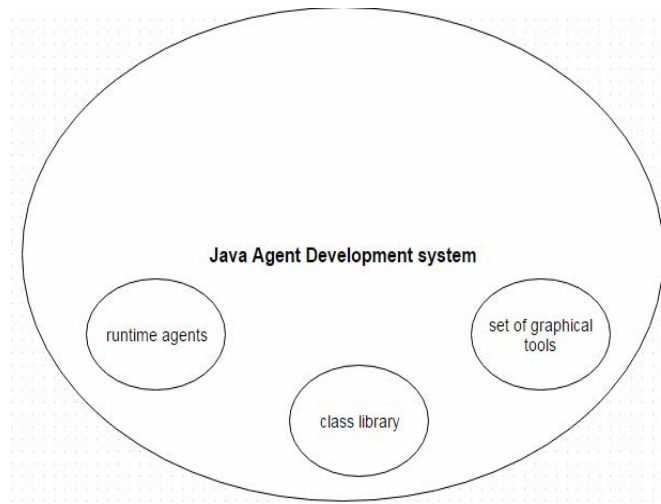 Java Agent Development system
runtime agents
set of graphical
tools
class library